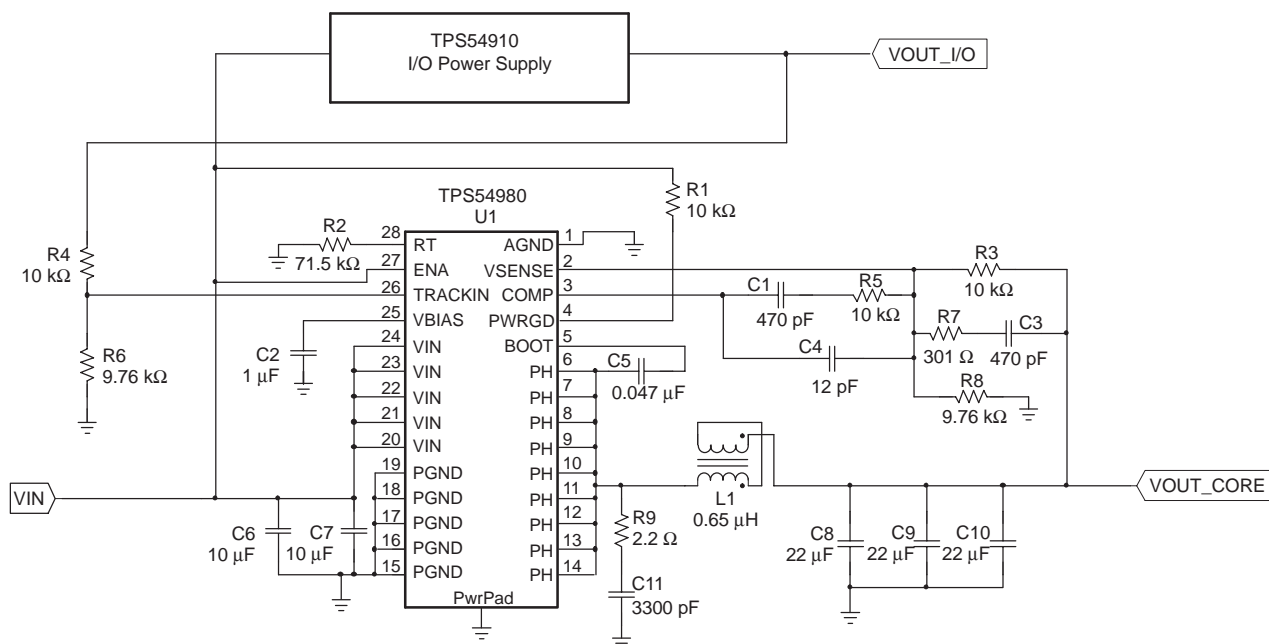 TPS54910
I/O Power Supply
VOUT_I/O
TPS54980
U1
R1
10 kΩ
R2
71.5 kΩ
R4
10 kΩ
R6
9.76 kΩ
C2
1 μF
28 RT
27 ENA
26 TRACKIN
25 VBIAS
24 VIN
23 VIN
22 VIN
21 VIN
20 VIN
19 PGND
18 PGND
17 PGND
16 PGND
15 PGND
AGND 1
VSENSE 2
COMP 3
PWRGD 4
BOOT 5
PH 6
PH 7
PH 8
PH 9
PH 10
PH 11
PH 12
PH 13
PH 14
PwrPad
C5
0.047 μF
C1
470 pF
R5
10 kΩ
R3
10 kΩ
R7
301 Ω
C3
470 pF
C4
12 pF
R8
9.76 kΩ
VIN
C6
10 μF
C7
10 μF
R9
2.2 Ω
C11
3300 pF
L1
0.65 μH
C8
22 μF
C9
22 μF
C10
22 μF
VOUT_CORE